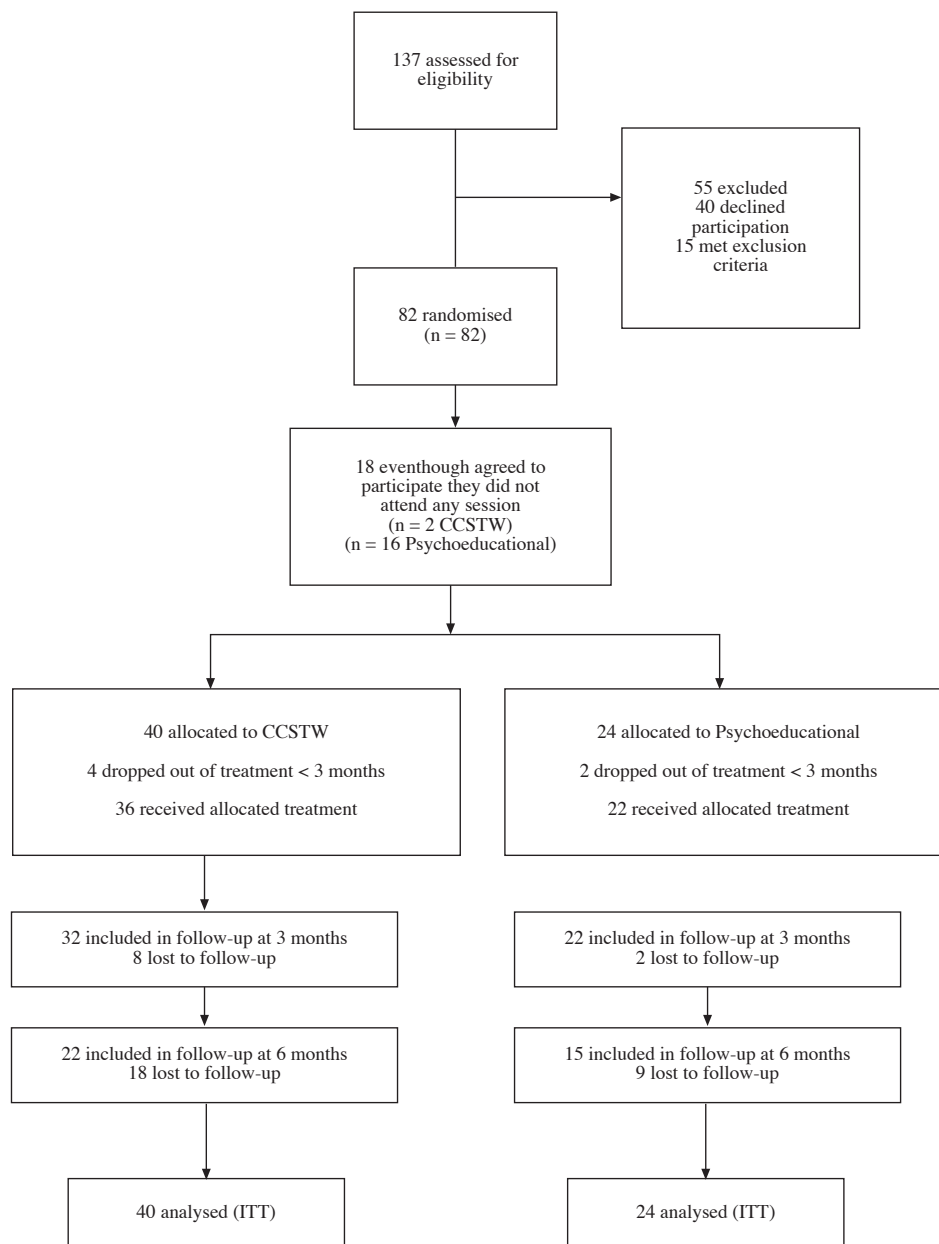 137 assessed for
eligibility
55 excluded
40 declined
participation
15 met exclusion
criteria
82 randomised
(n = 82)
18 eventhough agreed to
participate they did not
attend any session
(n = 2 CCSTW)
(n = 16 Psychoeducational)
40 allocated to CCSTW
4 dropped out of treatment < 3 months
36 received allocated treatment
24 allocated to Psychoeducational
2 dropped out of treatment < 3 months
22 received allocated treatment
32 included in follow-up at 3 months
8 lost to follow-up
22 included in follow-up at 3 months
2 lost to follow-up
22 included in follow-up at 6 months
18 lost to follow-up
15 included in follow-up at 6 months
9 lost to follow-up
40 analysed (ITT)
24 analysed (ITT)